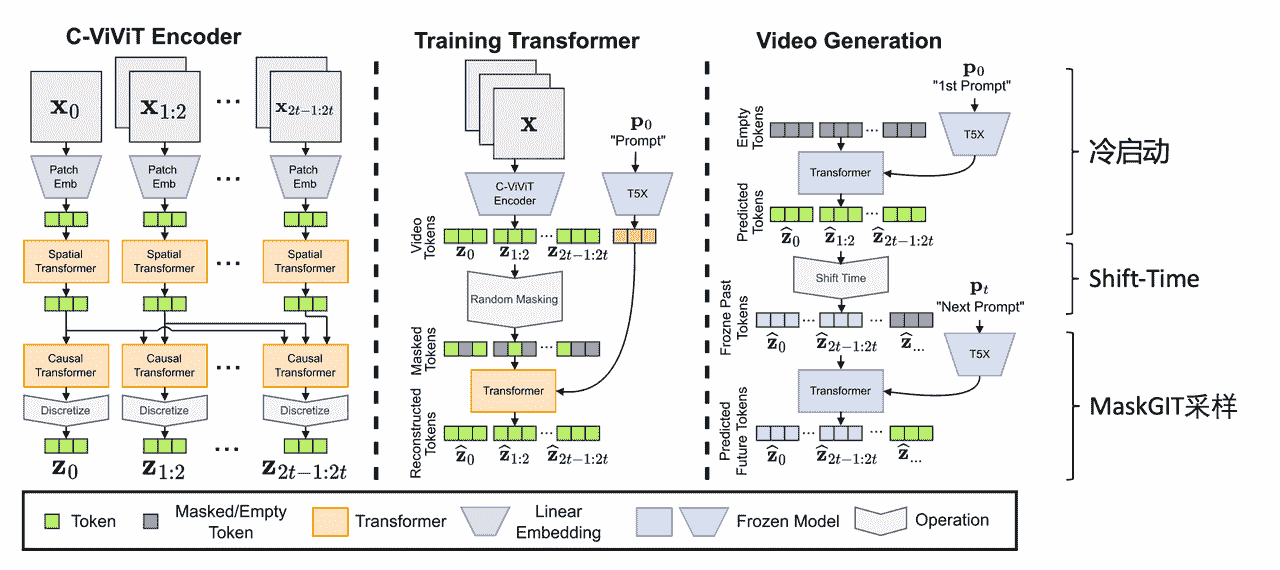 C-ViViT Encoder
x0
x1:2
...
x2t−1:2t
Patch
Emb
Patch
Emb
...
Patch
Emb
Spatial
Transformer
Spatial
Transformer
...
Spatial
Transformer
Causal
Transformer
Causal
Transformer
...
Causal
Transformer
Discretize
Discretize
Discretize
...
z0
z1:2
z2t−1:2t
Training Transformer
x
p0
"Prompt"
C-ViViT
Encoder
T5X
Video
Tokens
...
z0
z1:2
z2t−1:2t
Random Masking
Masked
Tokens
...
Transformer
Reconstructed
Tokens
...
ẑ0
ẑ1:2
ẑ2t−1:2t
Video Generation
p0
"1st Prompt"
Empty
Tokens
...
T5X
Transformer
Predicted
Tokens
...
ẑ0
ẑ1:2
ẑ2t−1:2t
Shift Time
pt
"Next Prompt"
Frozne Past
Tokens
...
...
ẑ0
ẑ2t−1:2t
ẑ...
T5X
Transformer
Predicted
Future Tokens
...
...
ẑ0
ẑ2t−1:2t
ẑ...
冷启动
Shift-Time
MaskGIT采样
Token
Masked/Empty
Token
Transformer
Linear
Embedding
Frozen Model
Operation